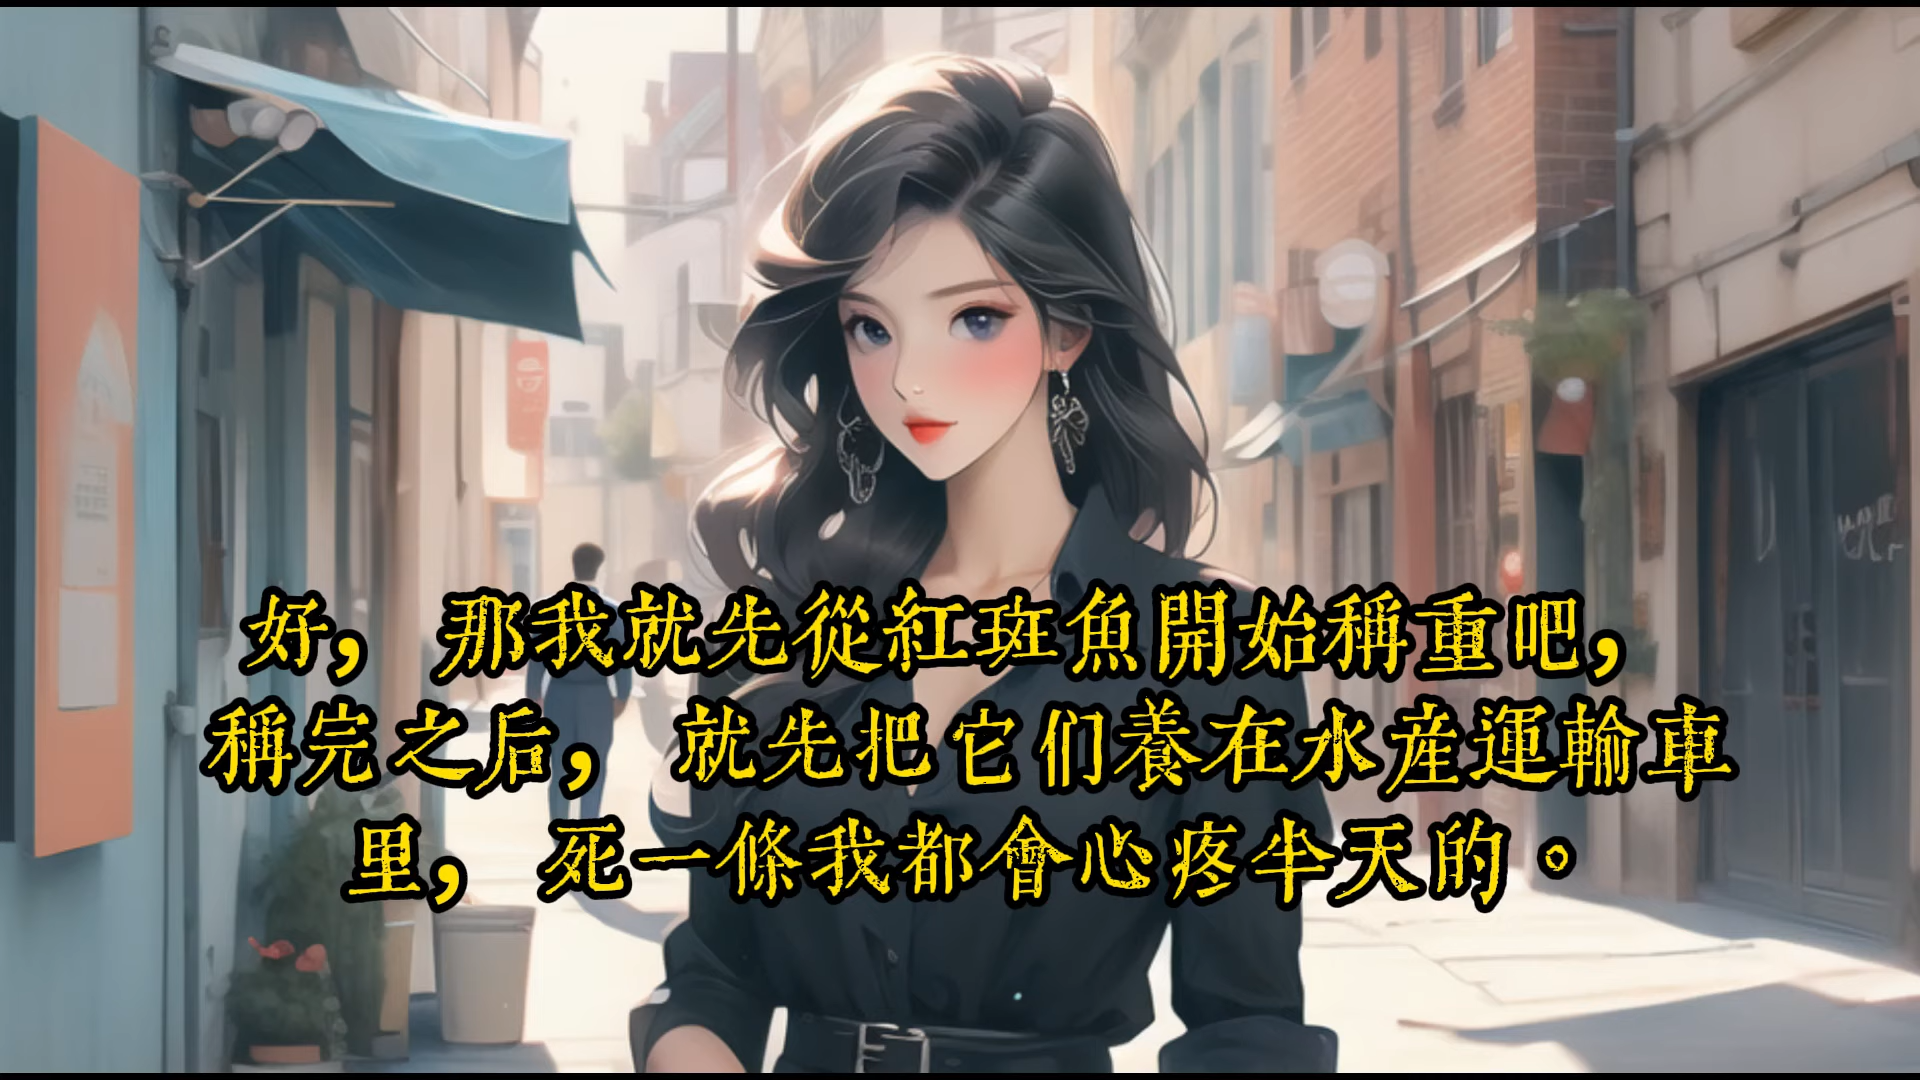 好，那我就先從紅斑魚開始稱重吧，
稱完之后，就先把它们養在水産運輸車
里，死一條我都會心疼半天的。